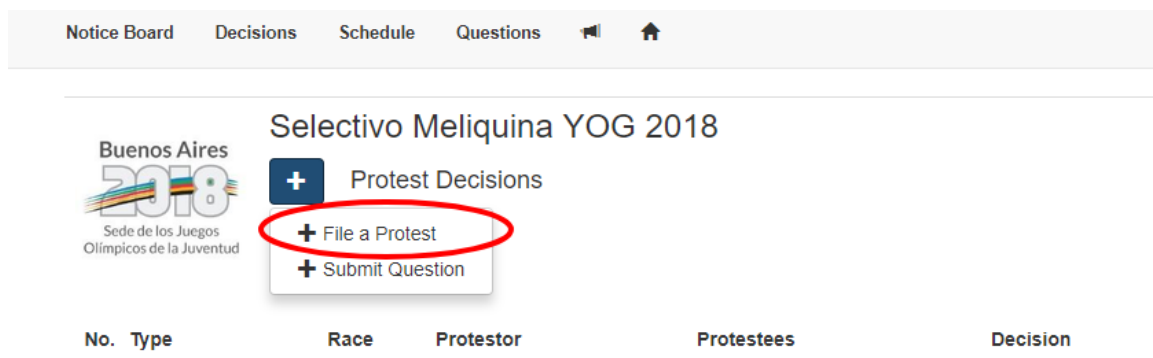 Notice Board Decisions Schedule Questions
Selectivo Meliquina YOG 2018
Buenos Aires
2018
Sede de los Juegos
Olímpicos de la Juventud
+ Protest Decisions
+ File a Protest
+ Submit Question
No. Type Race Protestor Protestees Decision